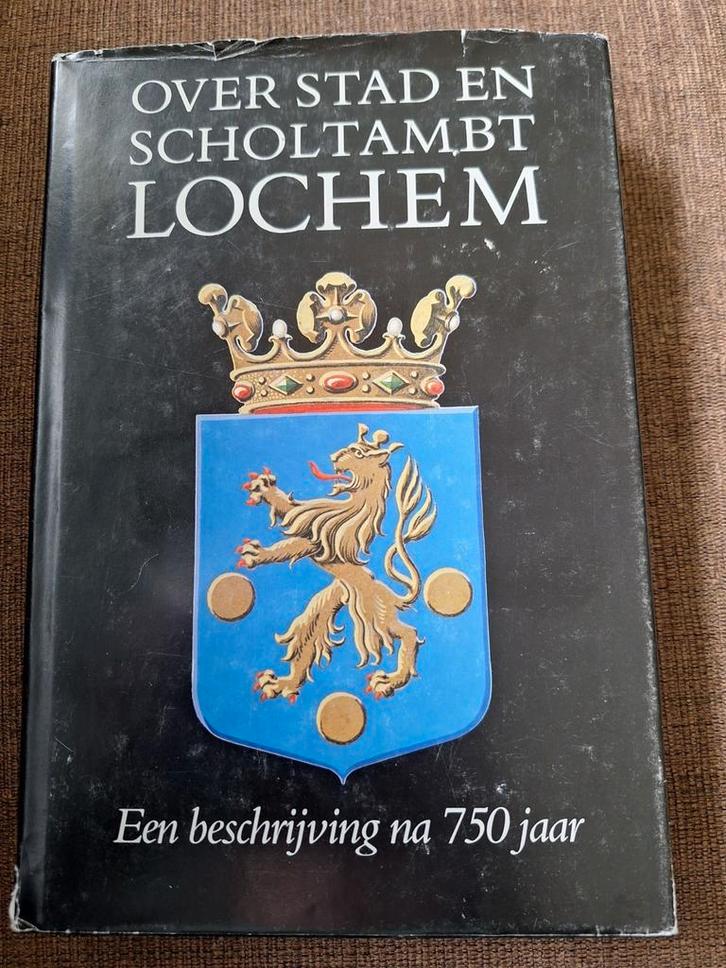 OVER STAD EN
SCHOLTAMBT
LOCHEM
Een beschrijving na 750 jaar